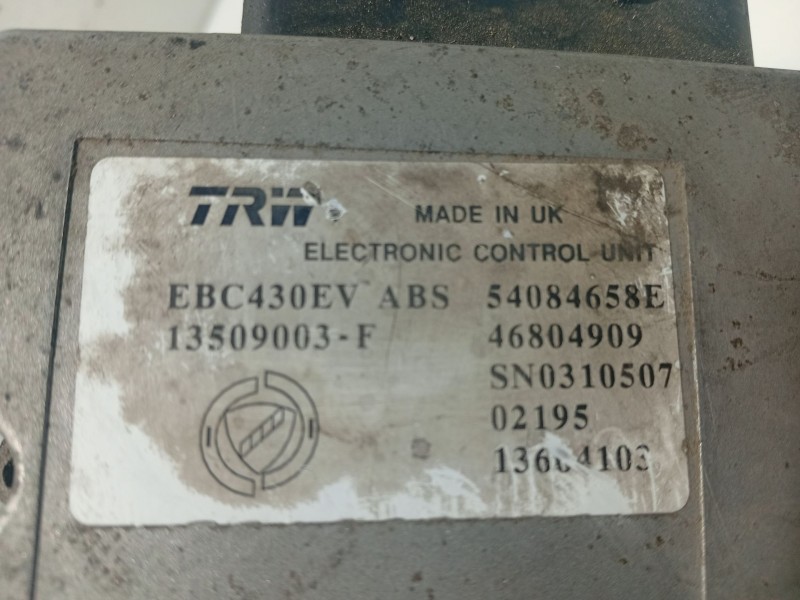 TRW
MADE IN UK
ELECTRONIC CONTROL UNIT
EBC430EV ABS 54084658E
13509003-F 46804909
SN0310507
02195